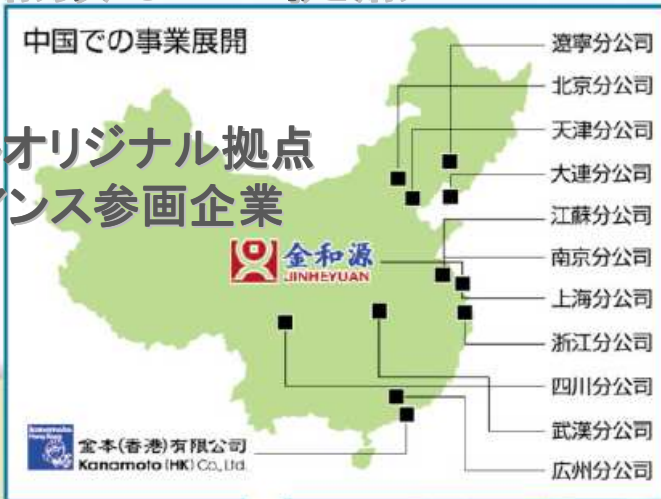 中国での事業展開
オリジナル拠点
アンス参画企業
金和源
JINHEYUAN
遼寧分公司
北京分公司
天津分公司
大連分公司
江蘇分公司
南京分公司
上海分公司
浙江分公司
四川分公司
武漢分公司
広州分公司
金本(香港)有限公司
Kanamoto (HK) Co., Ltd.